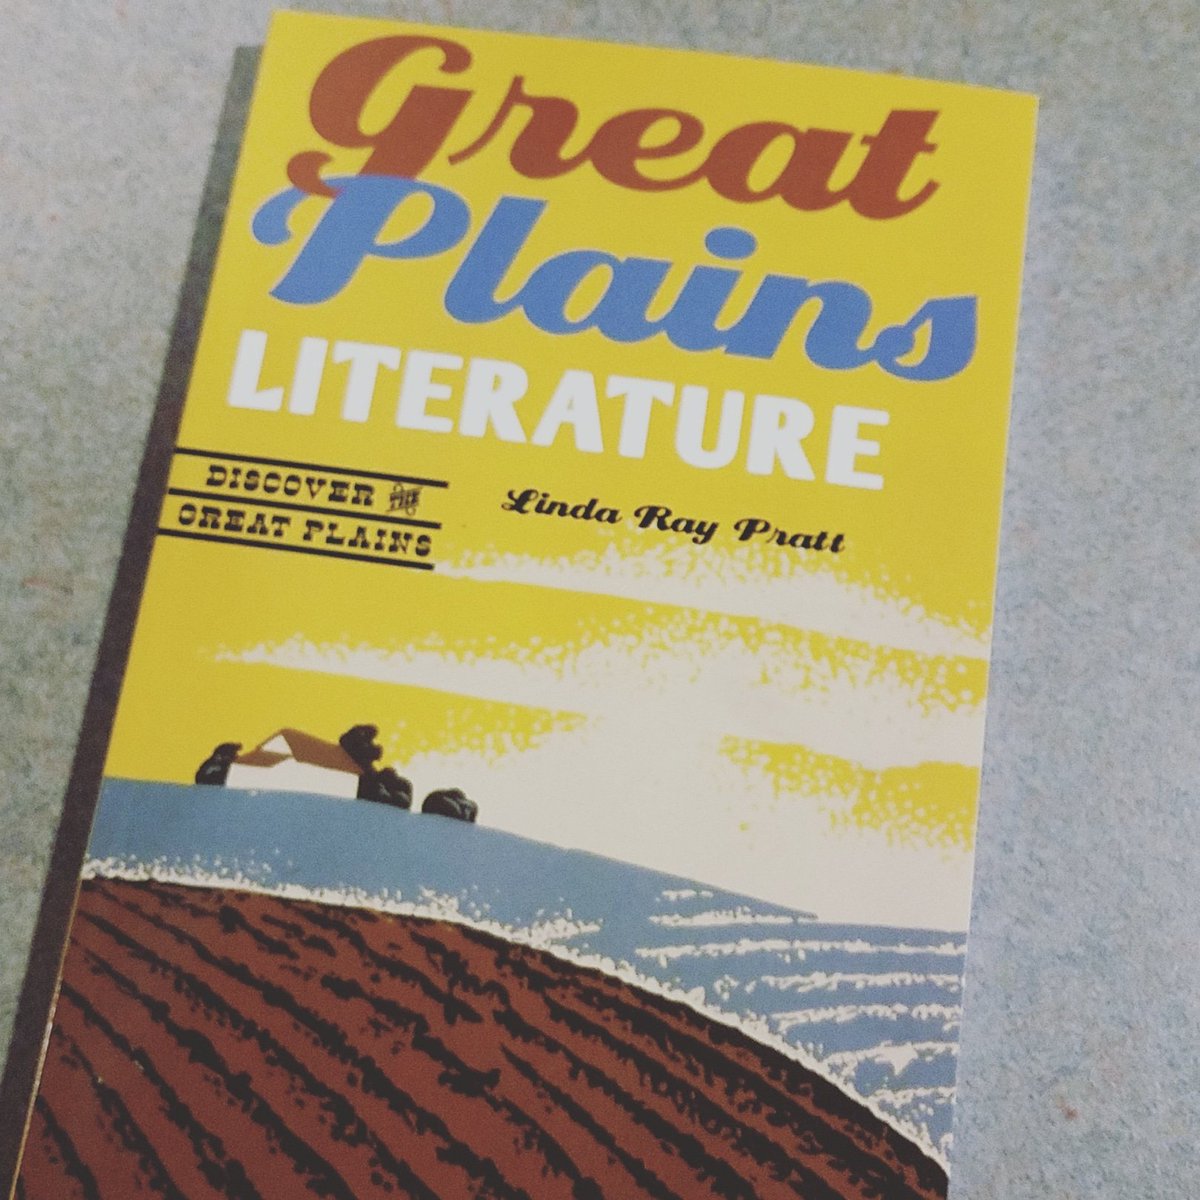 Great
Plains
LITERATURE
DISCOVER THE
GREAT PLAINS
Linda Ray Pratt